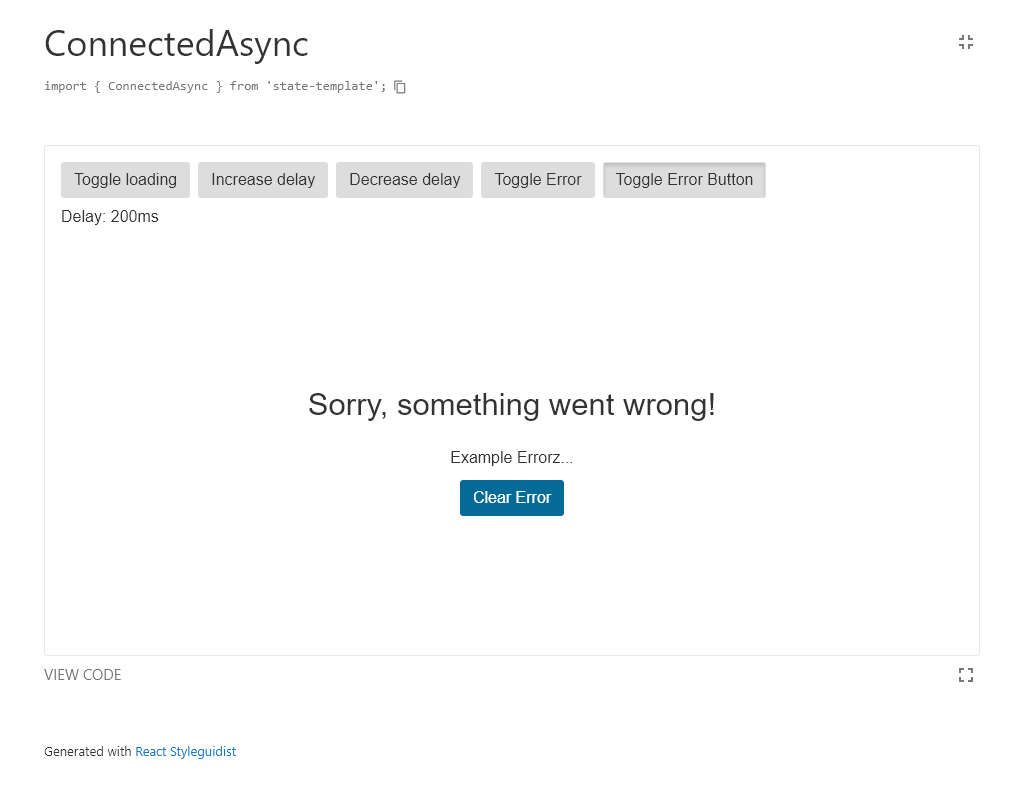 ConnectedAsync
import { ConnectedAsync } from 'state-template';
Toggle loading Increase delay Decrease delay Toggle Error Toggle Error Button
Delay: 200ms
Sorry, something went wrong!
Example Errorz...
Clear Error
VIEW CODE
Generated with React Styleguidist